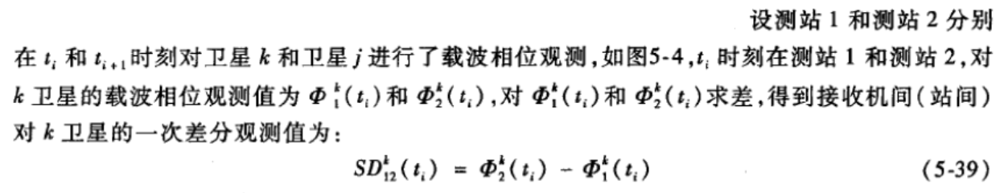 设测站 1 和测站 2 分别
在 $t_i$ 和 $t_{i+1}$ 时刻对卫星 $k$ 和卫星 $j$ 进行了载波相位观测,如图5-4,$t_i$ 时刻在测站 1 和测站 2,对
$k$ 卫星的载波相位观测值为 $\Phi_1^k(t_i)$ 和 $\Phi_2^k(t_i)$,对 $\Phi_1^k(t_i)$ 和 $\Phi_2^k(t_i)$ 求差,得到接收机间(站间)
对 $k$ 卫星的一次差分观测值为:
$SD_{12}^k(t_i) = \Phi_2^k(t_i) - \Phi_1^k(t_i)$ (5-39)